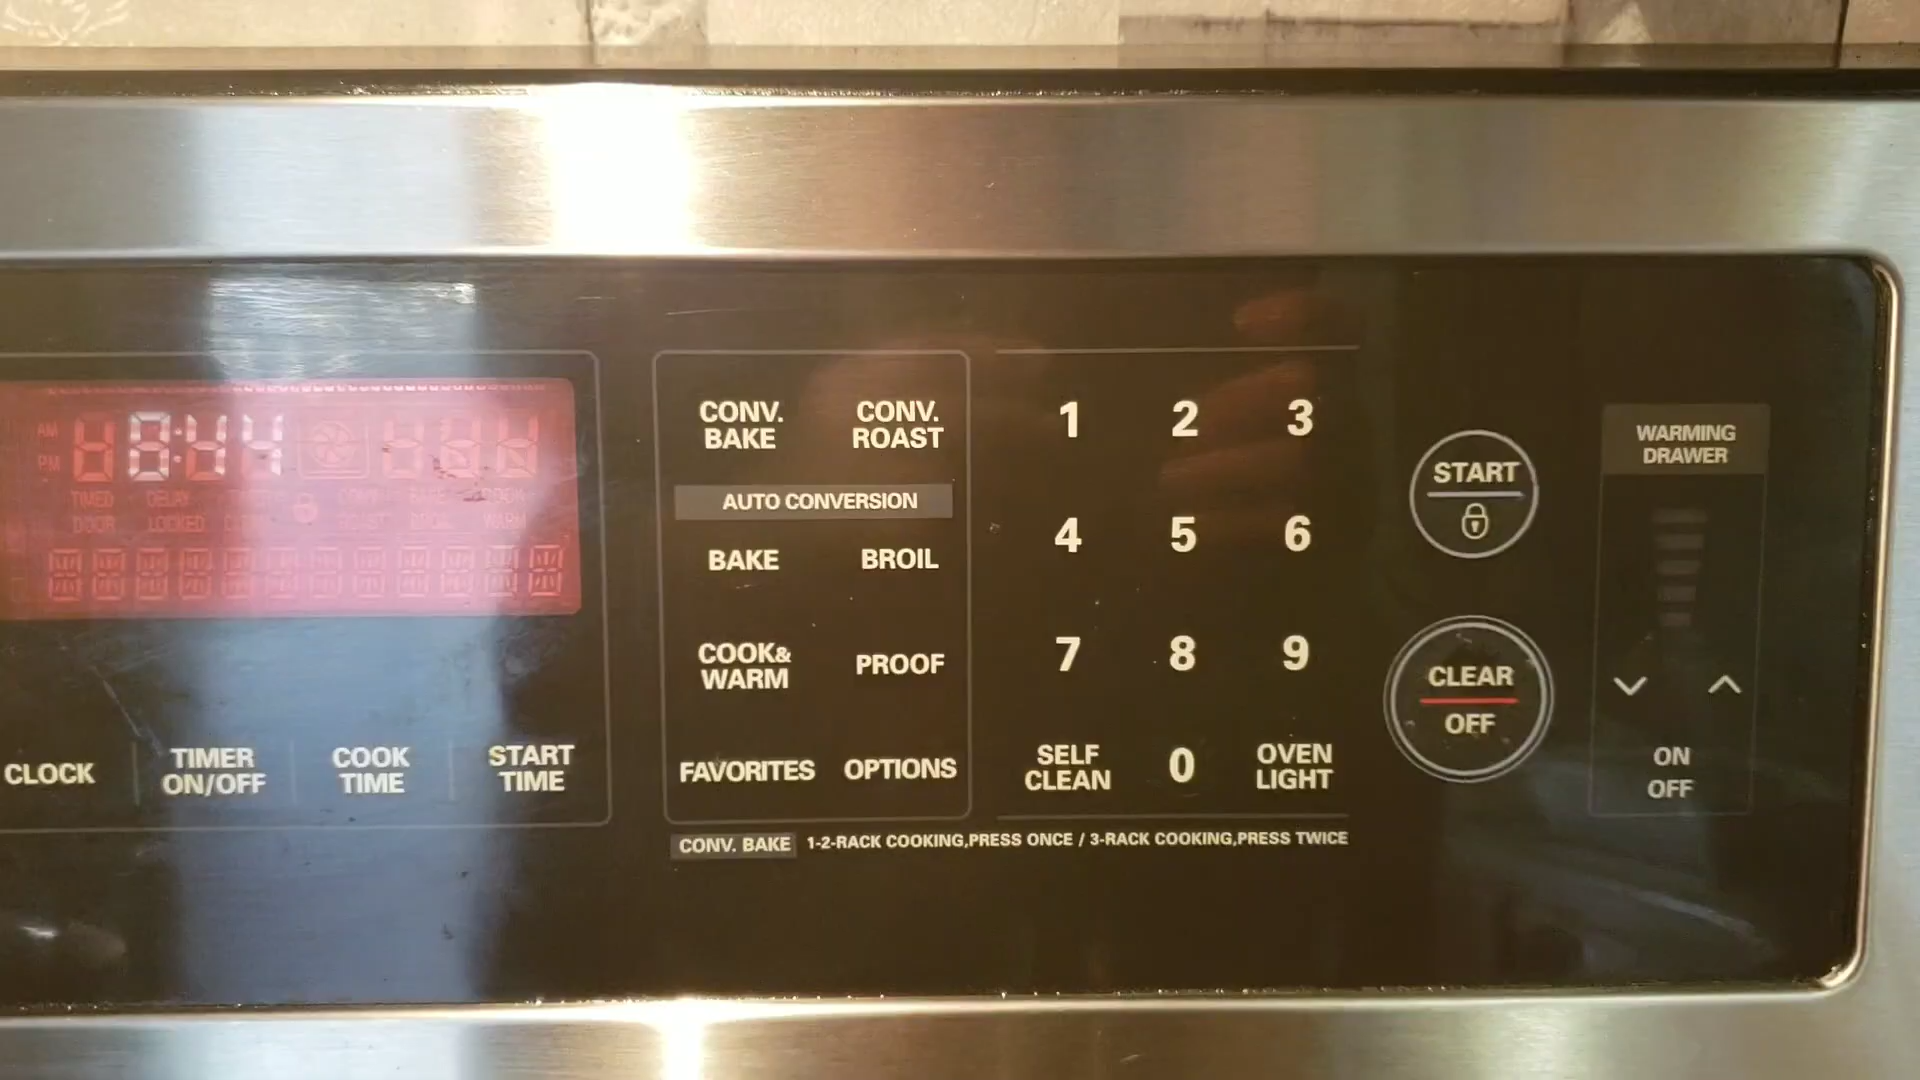 AM
PM
TIMED DELAY
DOOR LOCKED
ROAST BROIL WARM
CLOCK
TIMER
ON/OFF
COOK
TIME
START
TIME
CONV.
BAKE
CONV.
ROAST
AUTO CONVERSION
BAKE
BROIL
COOK&
WARM
PROOF
FAVORITES
OPTIONS
CONV. BAKE 1-2-RACK COOKING,PRESS ONCE / 3-RACK COOKING,PRESS TWICE
1 2 3
4 5 6
7 8 9
SELF
CLEAN
0
OVEN
LIGHT
START
CLEAR
OFF
WARMING
DRAWER
ON
OFF